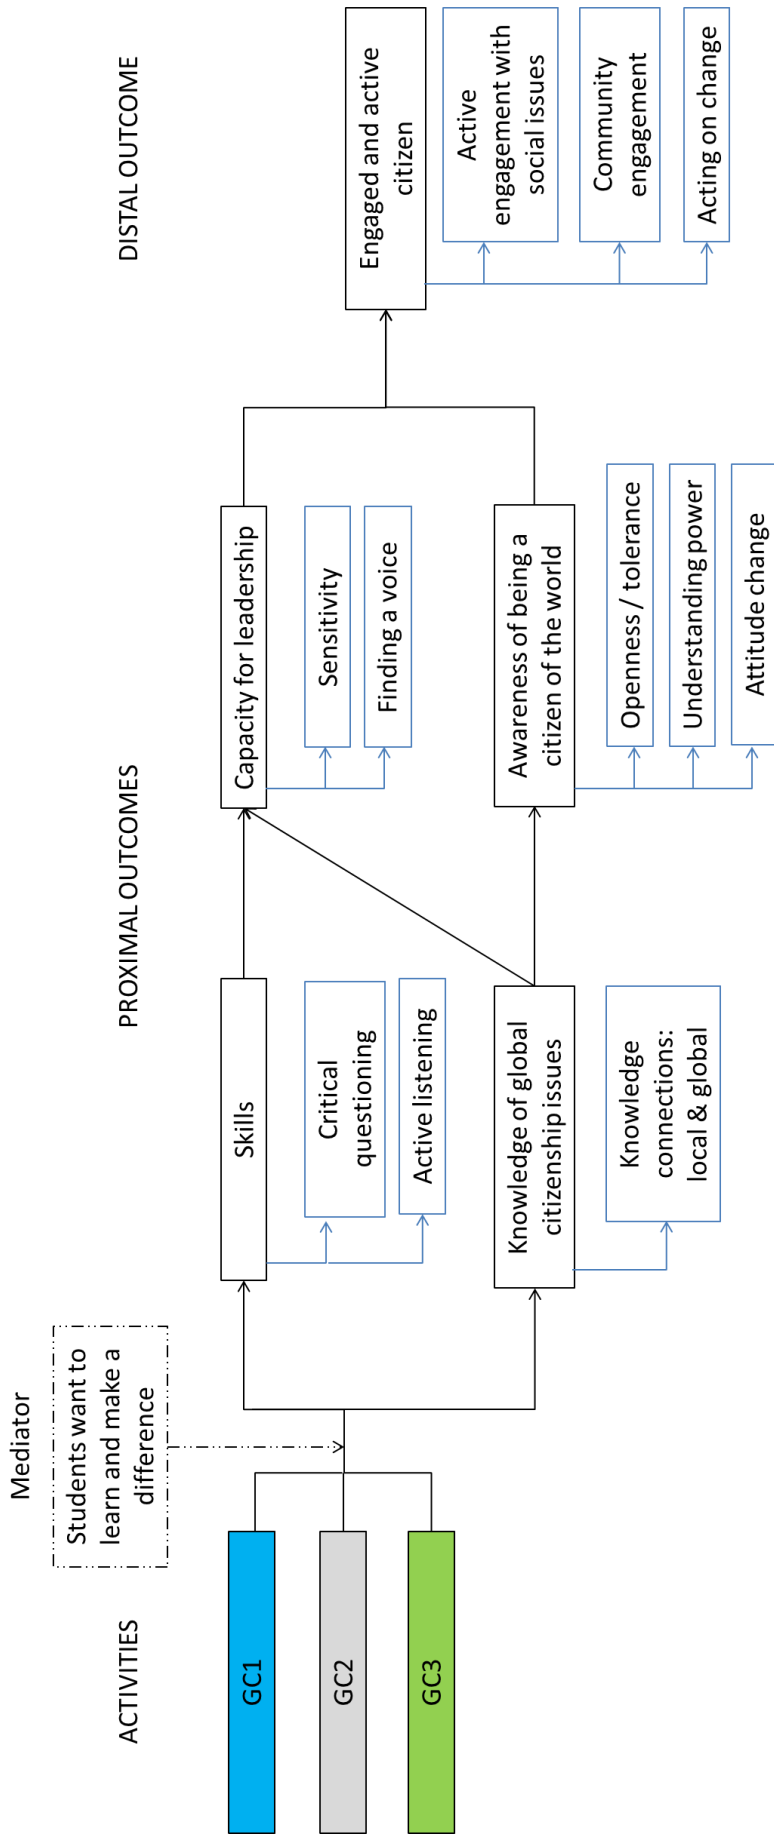 Mediator
Students want to
learn and make a
difference
ACTIVITIES
PROXIMAL OUTCOMES
DISTAL OUTCOME
GC1
GC2
GC3
Skills
Critical
questioning
Active listening
Knowledge of global
citizenship issues
Knowledge
connections:
local & global
Capacity for leadership
Sensitivity
Finding a voice
Awareness of being a
citizen of the world
Openness / tolerance
Understanding power
Attitude change
Engaged and active
citizen
Active
engagement with
social issues
Community
engagement
Acting on change